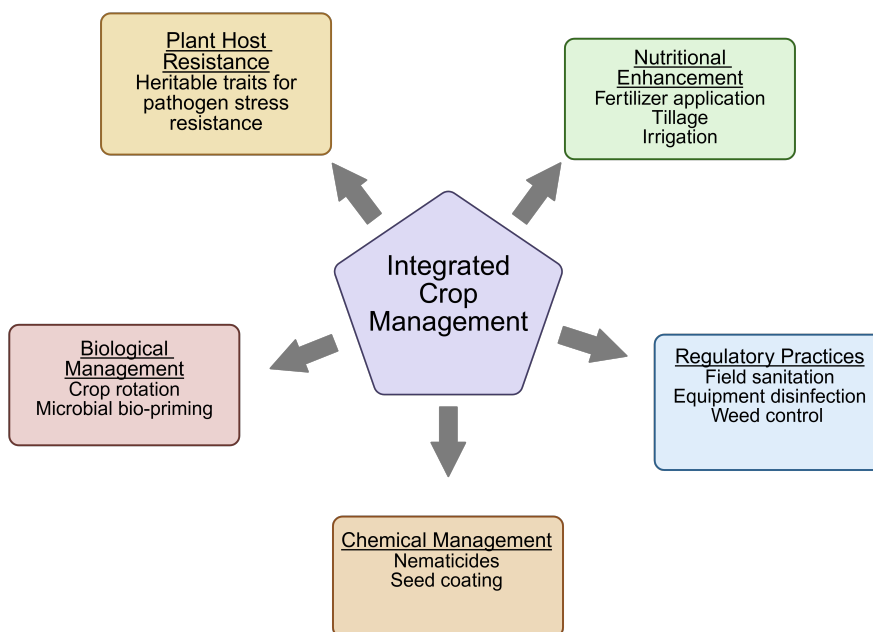 Plant Host
Resistance
Heritable traits for
pathogen stress
resistance
Nutritional
Enhancement
Fertilizer application
Tillage
Irrigation
Integrated
Crop
Management
Biological
Management
Crop rotation
Microbial bio-priming
Regulatory Practices
Field sanitation
Equipment disinfection
Weed control
Chemical Management
Nematicides
Seed coating